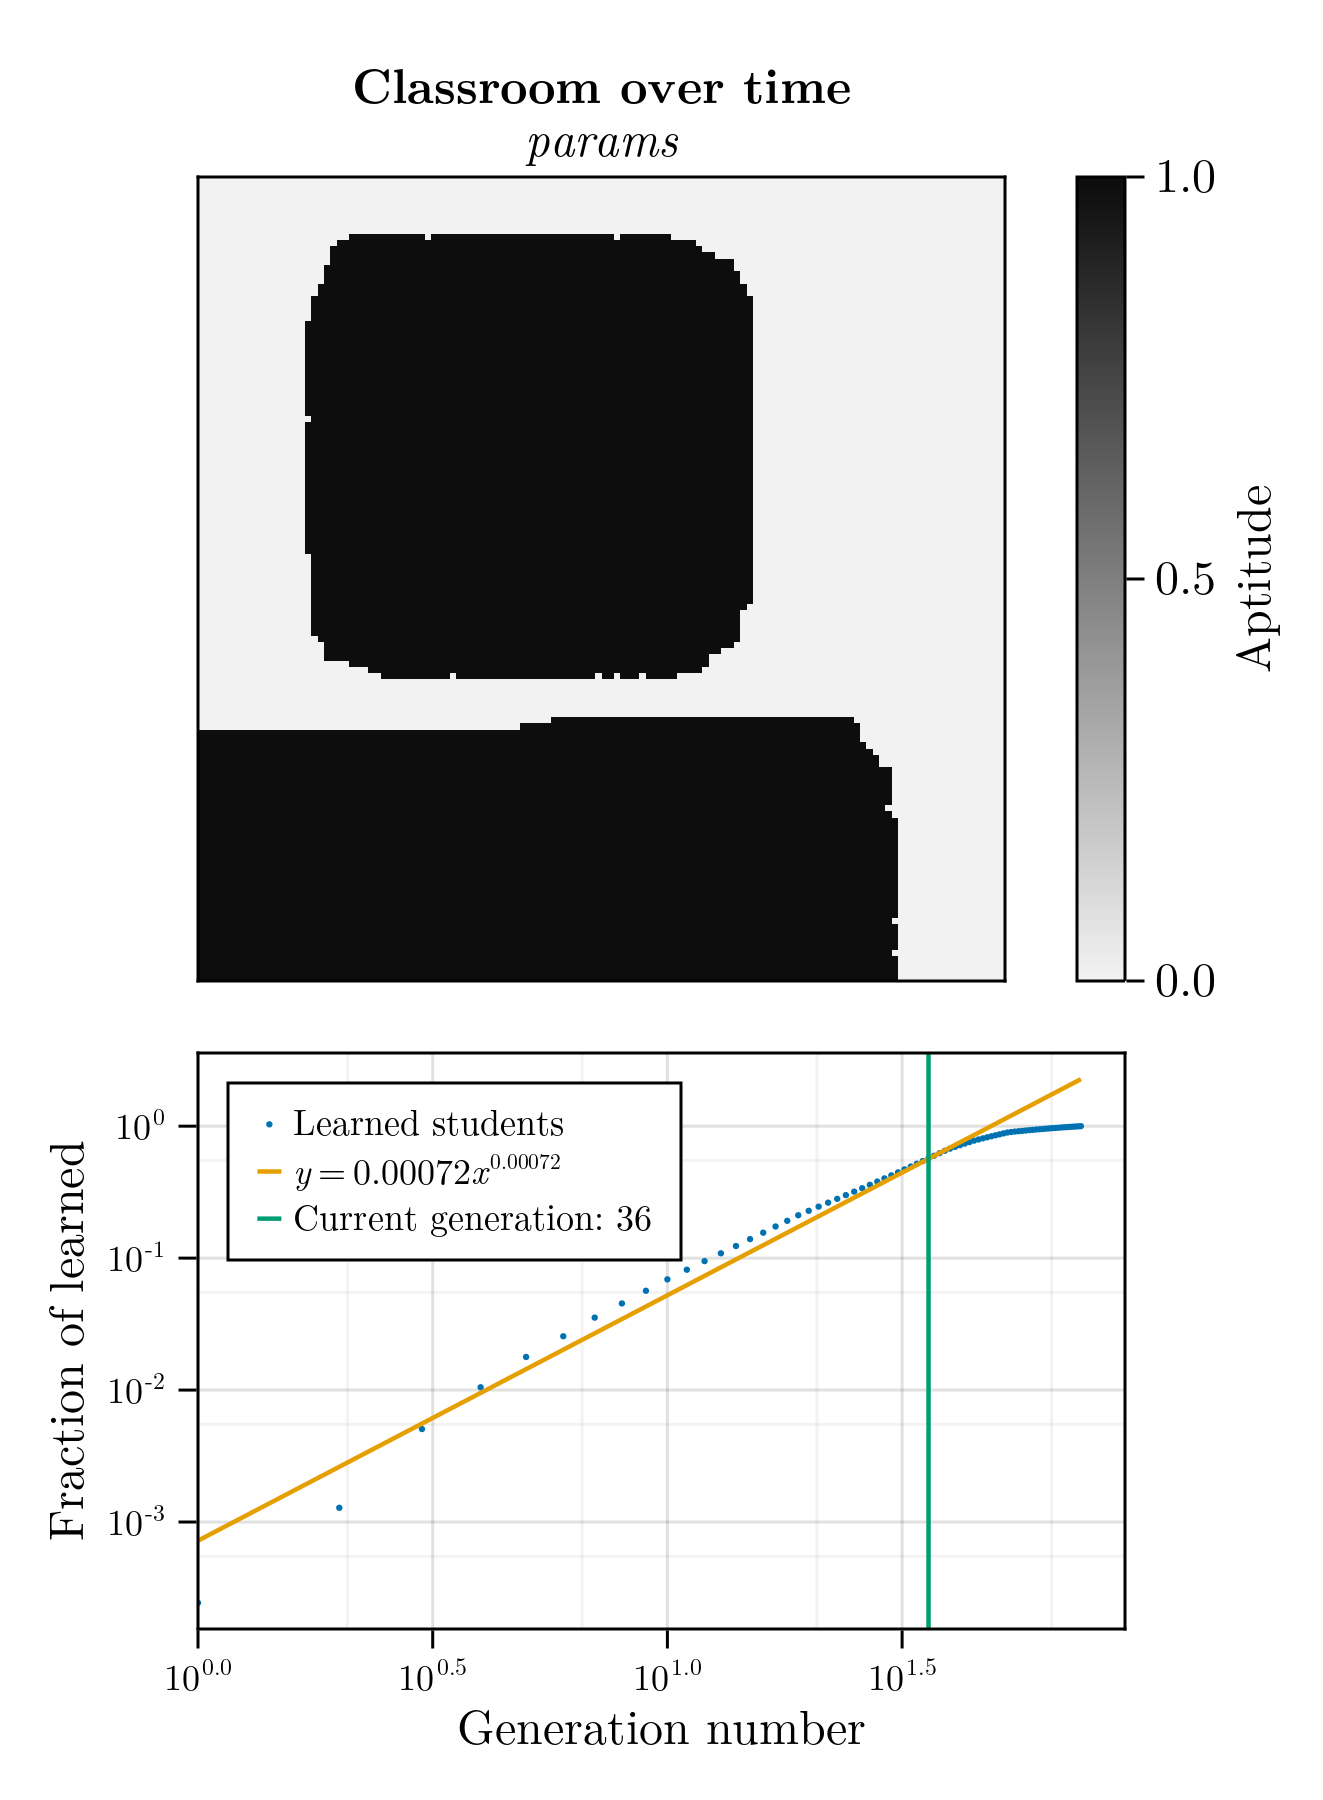 Classroom over time
params
1.0
0.5
0.0
Aptitude
Learned students
y = 0.00072x^0.00072
Current generation: 36
10^0
10^-1
10^-2
10^-3
Fraction of learned
10^0.0 10^0.5 10^1.0 10^1.5
Generation number